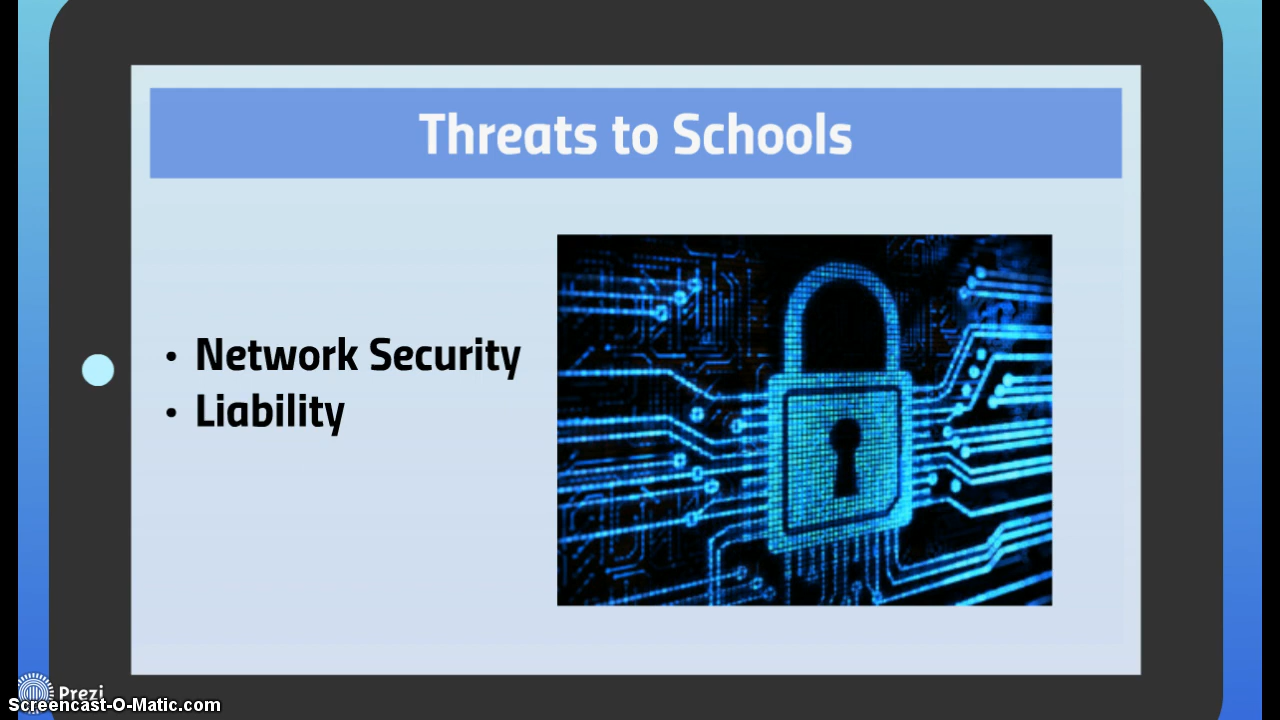 Threats to Schools
• Network Security
• Liability
Prezi
Screencast-O-Matic.com